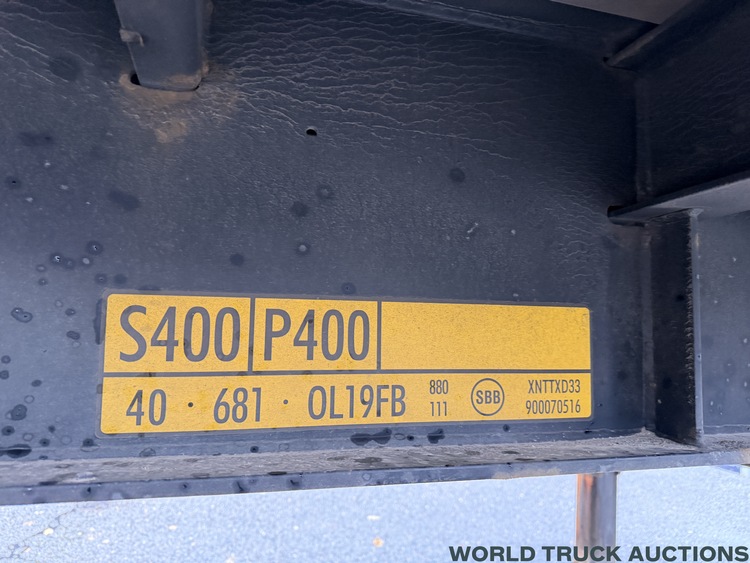 S400 P400
40 · 681 · OL19FB 880 SBB XNTTXD33
111 900070516
WORLD TRUCK AUCTIONS